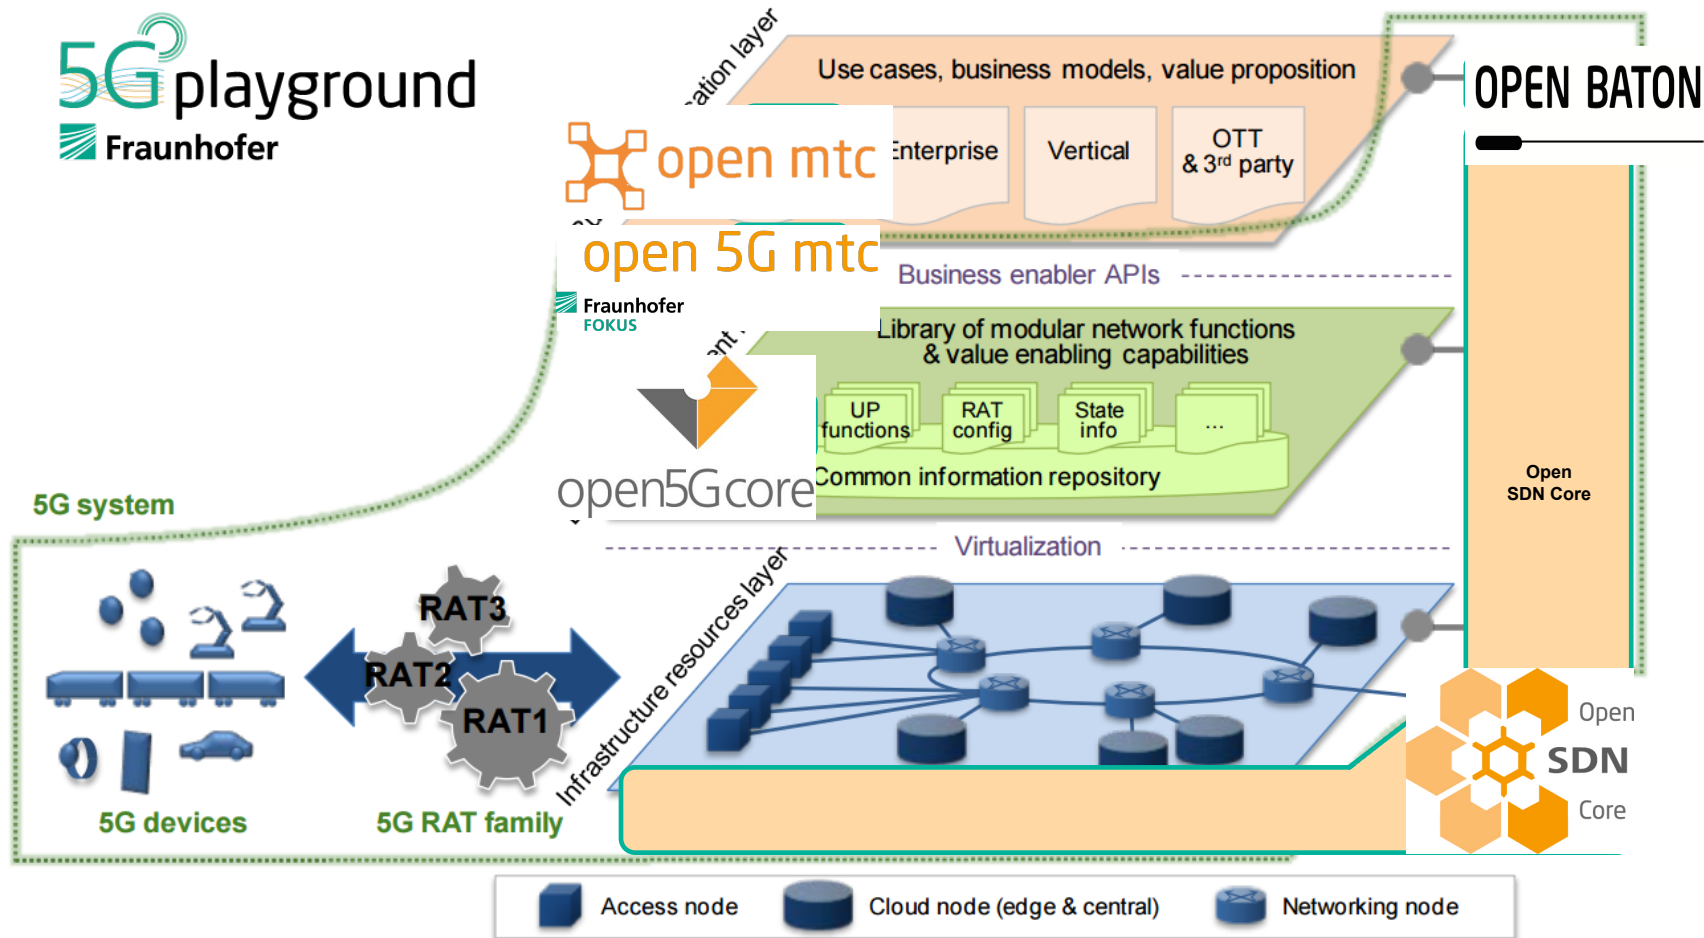 5G playground
Fraunhofer
cation layer
Use cases, business models, value proposition
OPEN BATON
open mtc
Enterprise
Vertical
OTT
& 3rd party
open 5G mtc
Fraunhofer
FOKUS
Business enabler APIs
Library of modular network functions
& value enabling capabilities
UP
functions
RAT
config
State
info
...
Common information repository
open5Gcore
Open
SDN Core
5G system
Virtualization
Infrastructure resources layer
RAT3
RAT2
RAT1
5G devices
5G RAT family
Open
SDN
Core
Access node
Cloud node (edge & central)
Networking node